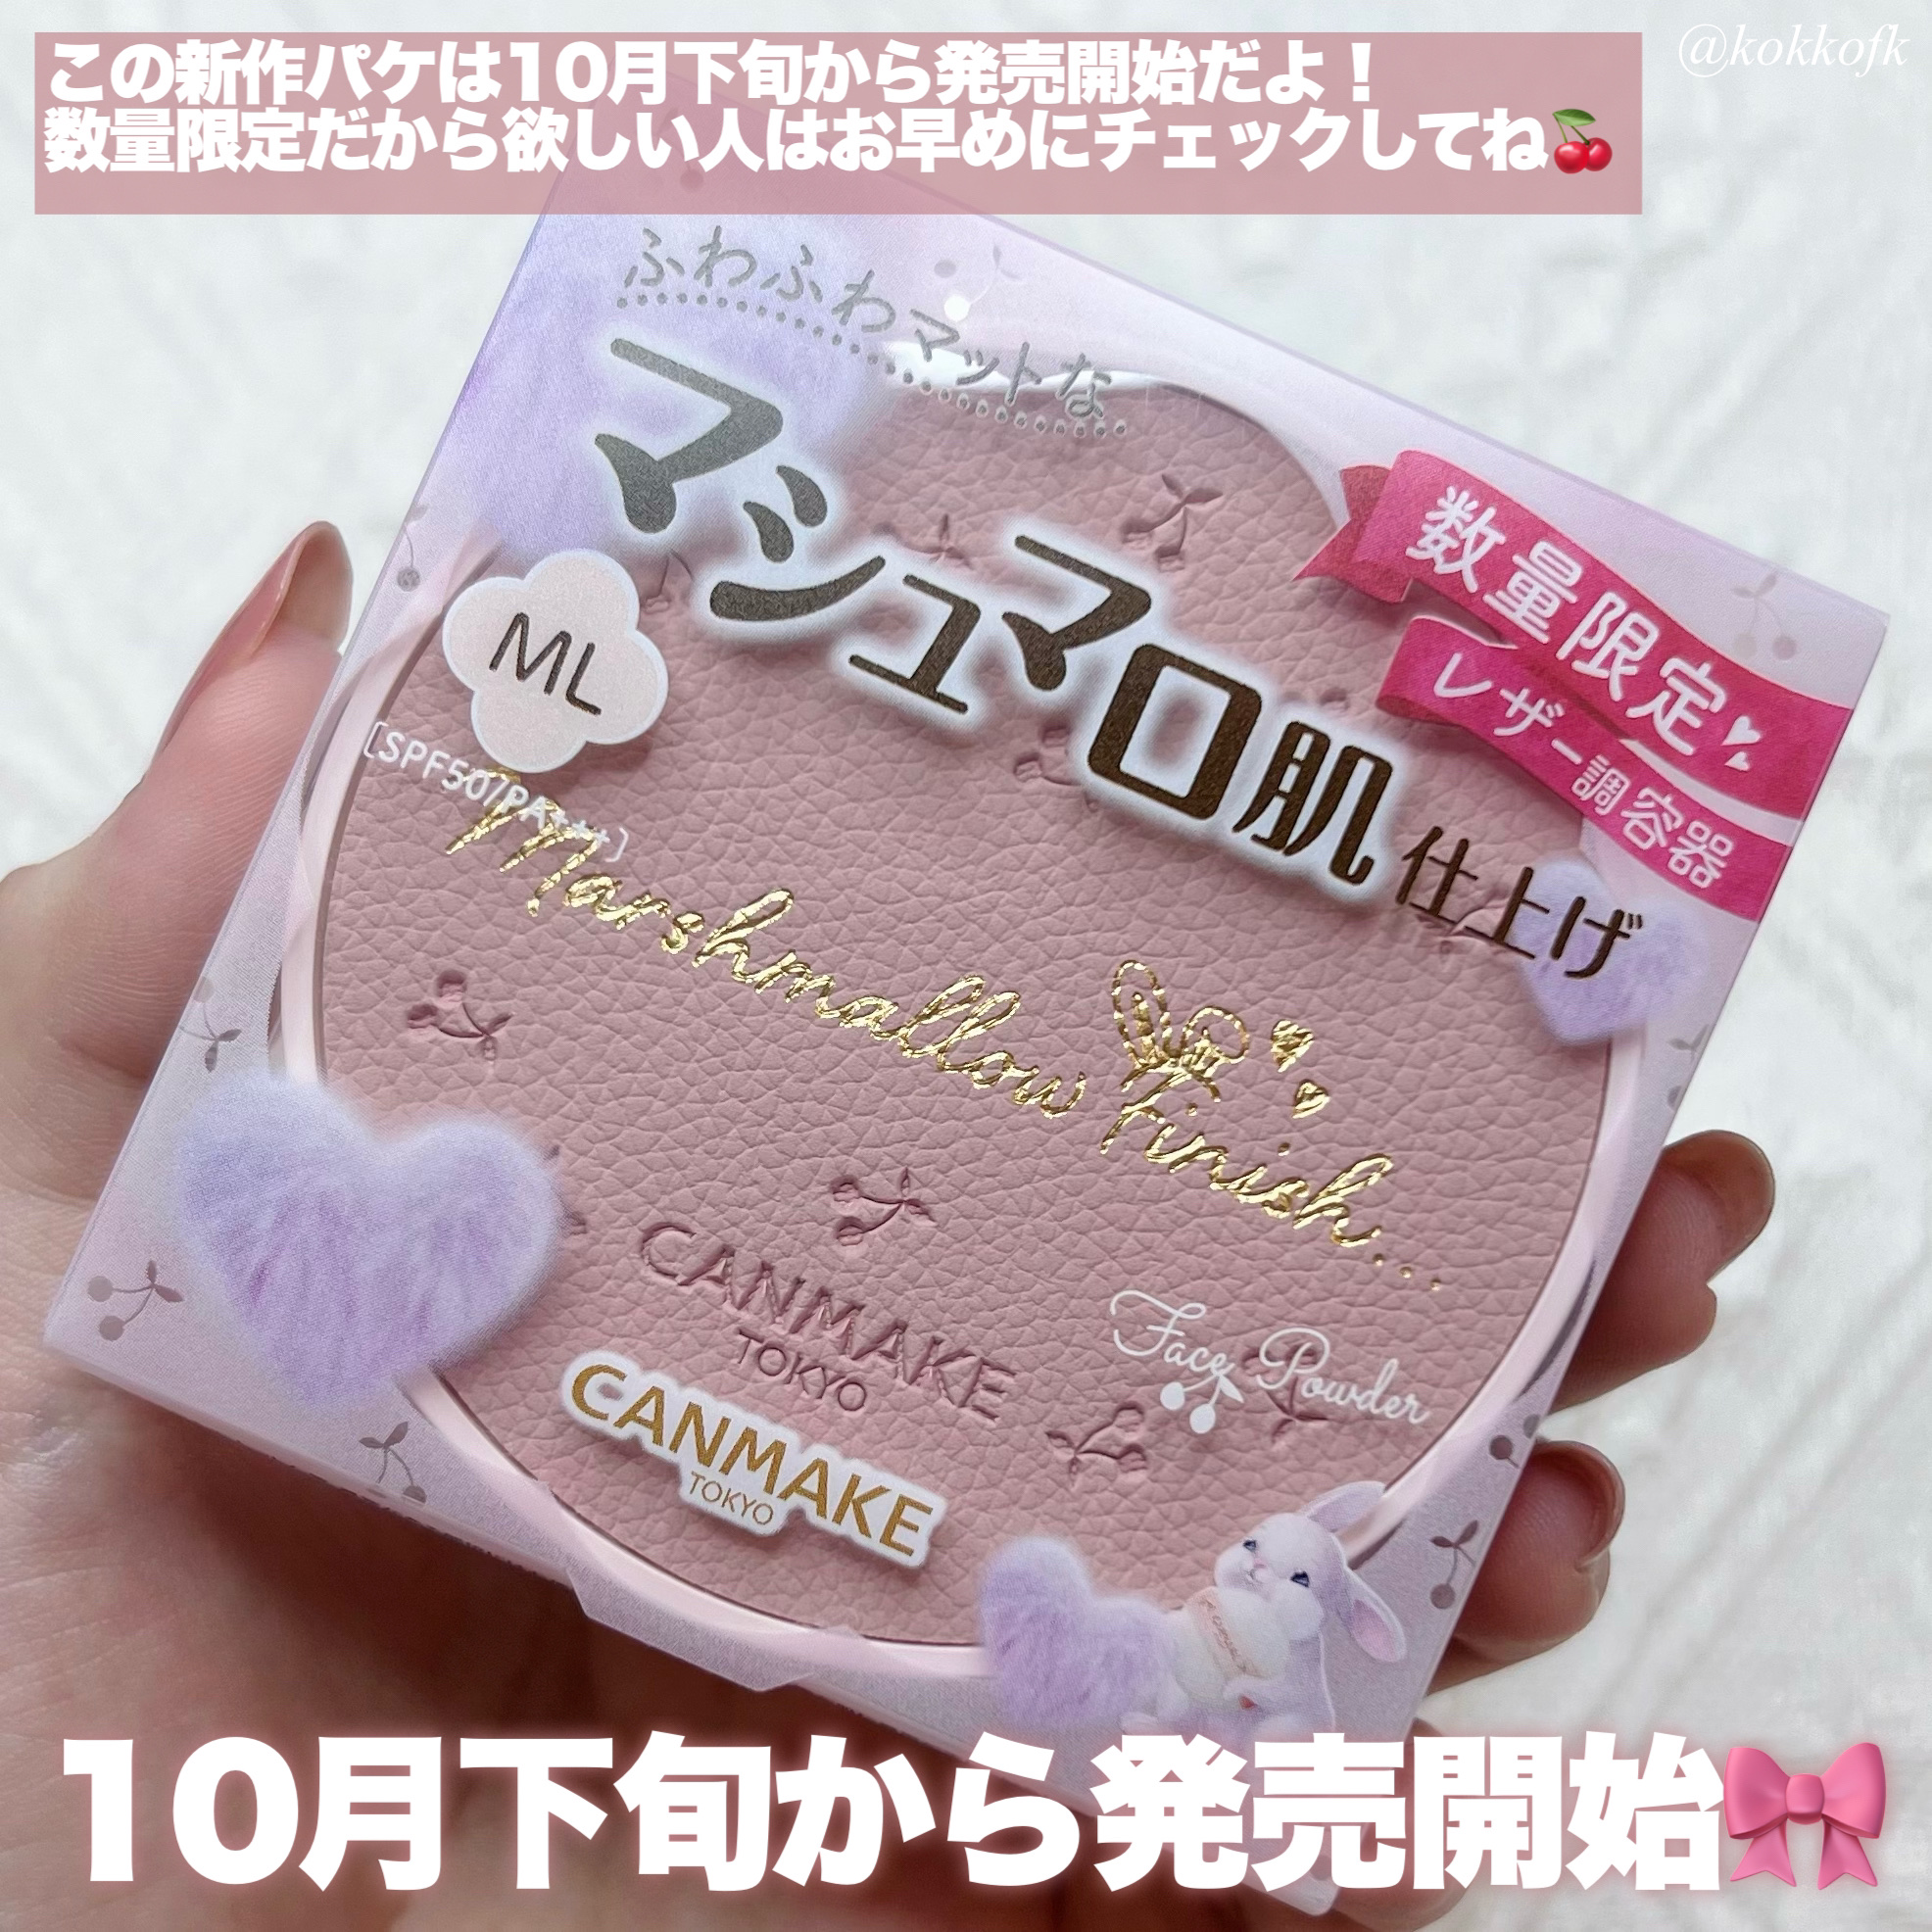 この新作パケは10月下旬から発売開始だよ！
数量限定だから欲しい人はお早めにチェックしてね🍒
@kokkofk
ふわふわマットな
マシュマロ肌仕上げ
数量限定
レザー調容器
ML
[SPF50/PA+++]
Marshmallow Finish...
CANMAKE
TOKYO
Face Powder
CANMAKE
TOKYO
10月下旬から発売開始🎀